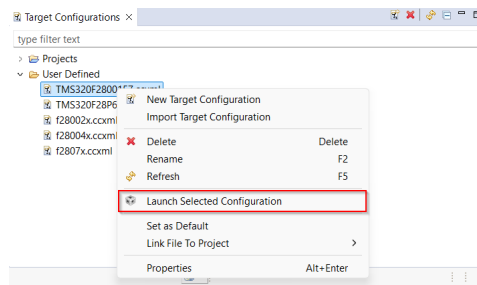 Target Configurations
type filter text
Projects
User Defined
TMS320F280015Z.ccxml
New Target Configuration
TMS320F28P6
Import Target Configuration
f28002x.ccxml
f28004x.ccxml
Delete Delete
f2807x.ccxml
Rename F2
Refresh F5
Launch Selected Configuration
Set as Default
Link File To Project
Properties Alt+Enter